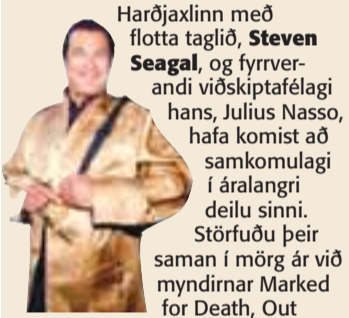 Harðjaxlinn með
flotta taglið, Steven
Seagal, og fyrrver-
andi viðskiptafélagi
hans, Julius Nasso,
hafa komist að
samkomulagi
í áralangri
deilu sinni.
Störfuðu þeir
saman í mörg ár við
myndirnar Marked
for Death, Out